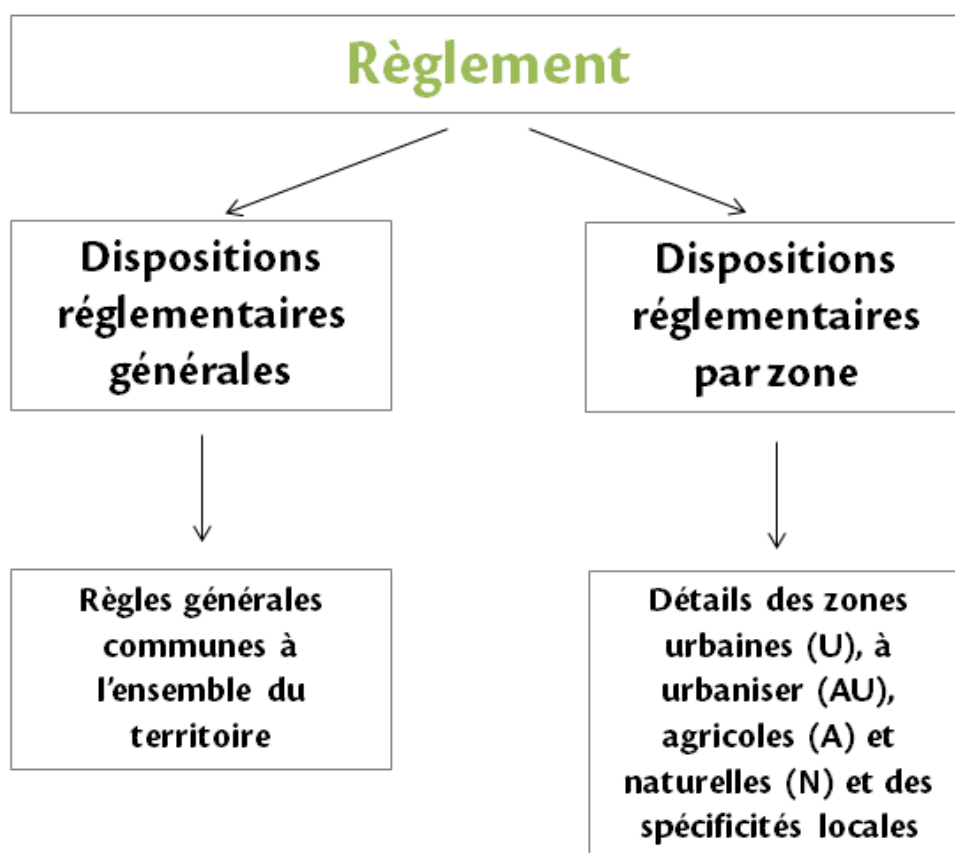 Règlement
Dispositions
réglementaires
générales
Dispositions
réglementaires
par zone
Règles générales
communes à
l'ensemble du
territoire
Détails des zones
urbaines (U), à
urbaniser (AU),
agricoles (A) et
naturelles (N) et des
spécificités locales